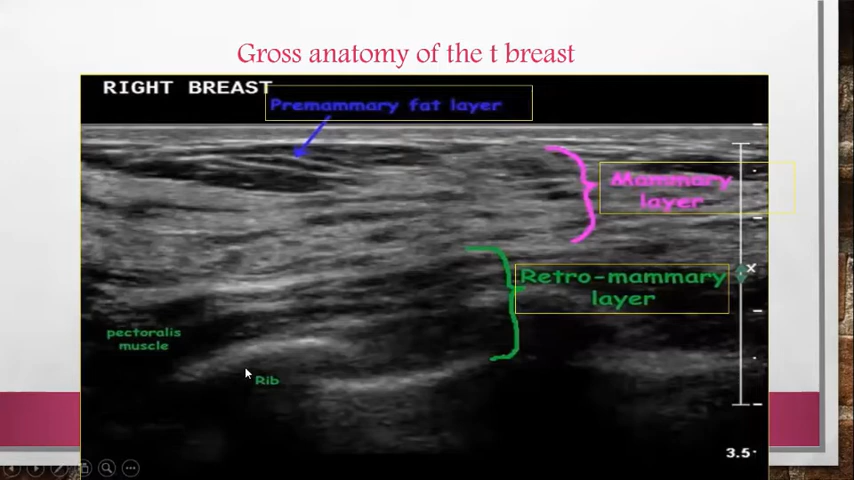 Gross anatomy of the t breast
RIGHT BREAST
Premammary fat layer
Mammary
layer
Retro-mammary
layer
x
pectoralis
muscle
Rib
3.5